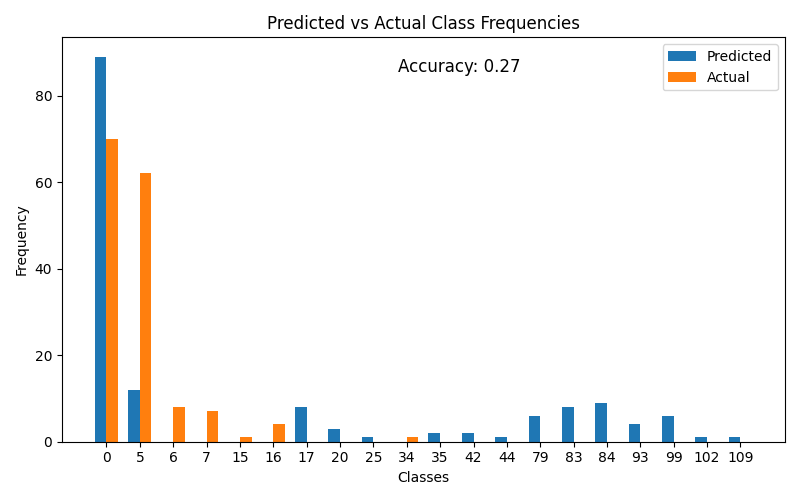 Predicted vs Actual Class Frequencies
Accuracy: 0.27
Predicted
Actual
Frequency
80
60
40
20
0
0 5 6 7 15 16 17 20 25 34 35 42 44 79 83 84 93 99 102 109
Classes